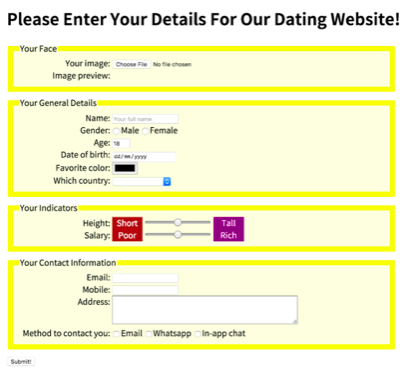 Please Enter Your Details For Our Dating Website!
Your Face
Your image: Choose File No file chosen
Image preview:
Your General Details
Name: Your full name
Gender: Male Female
Age: 18
Date of birth: dd/mm/yyyy
Favorite color:
Which country:
Your Indicators
Height: Short Tall
Salary: Poor Rich
Your Contact Information
Email:
Mobile:
Address:
Method to contact you: Email Whatsapp In-app chat
Submit!